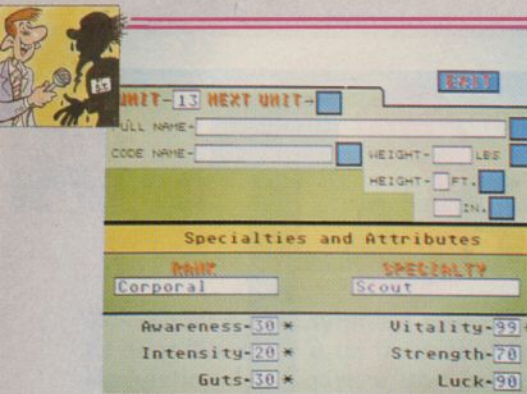 EXIT
UNIT-13 NEXT UNIT→
FULL NAME-
CODE NAME- WEIGHT- LBS
HEIGHT- FT.
IN.
Specialties and Attributes
RANK SPECIALTY
Corporal Scout
Awareness-30 * Vitality-99 *
Intensity-20 * Strength-70
Guts-30 * Luck-90